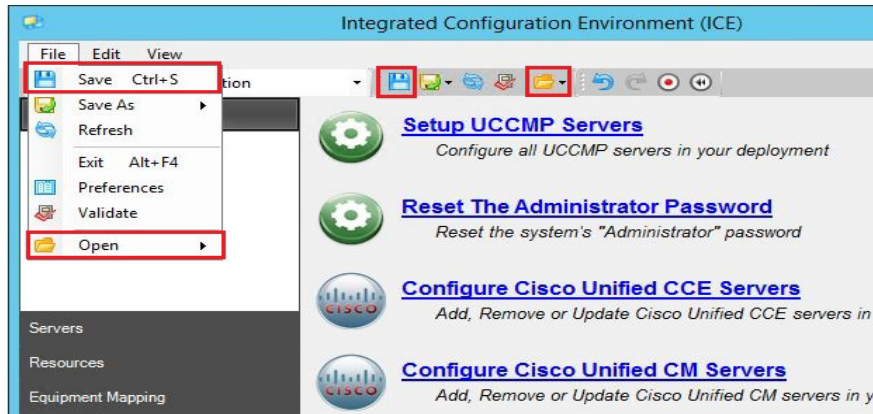 Integrated Configuration Environment (ICE)
File Edit View
Save Ctrl+S
tion
Save As
Refresh
Exit Alt+F4
Preferences
Validate
Open
Servers
Resources
Equipment Mapping
Setup UCCMP Servers
Configure all UCCMP servers in your deployment
Reset The Administrator Password
Reset the system's "Administrator" password
CISCO
Configure Cisco Unified CCE Servers
Add, Remove or Update Cisco Unified CCE servers in
CISCO
Configure Cisco Unified CM Servers
Add, Remove or Update Cisco Unified CM servers in y